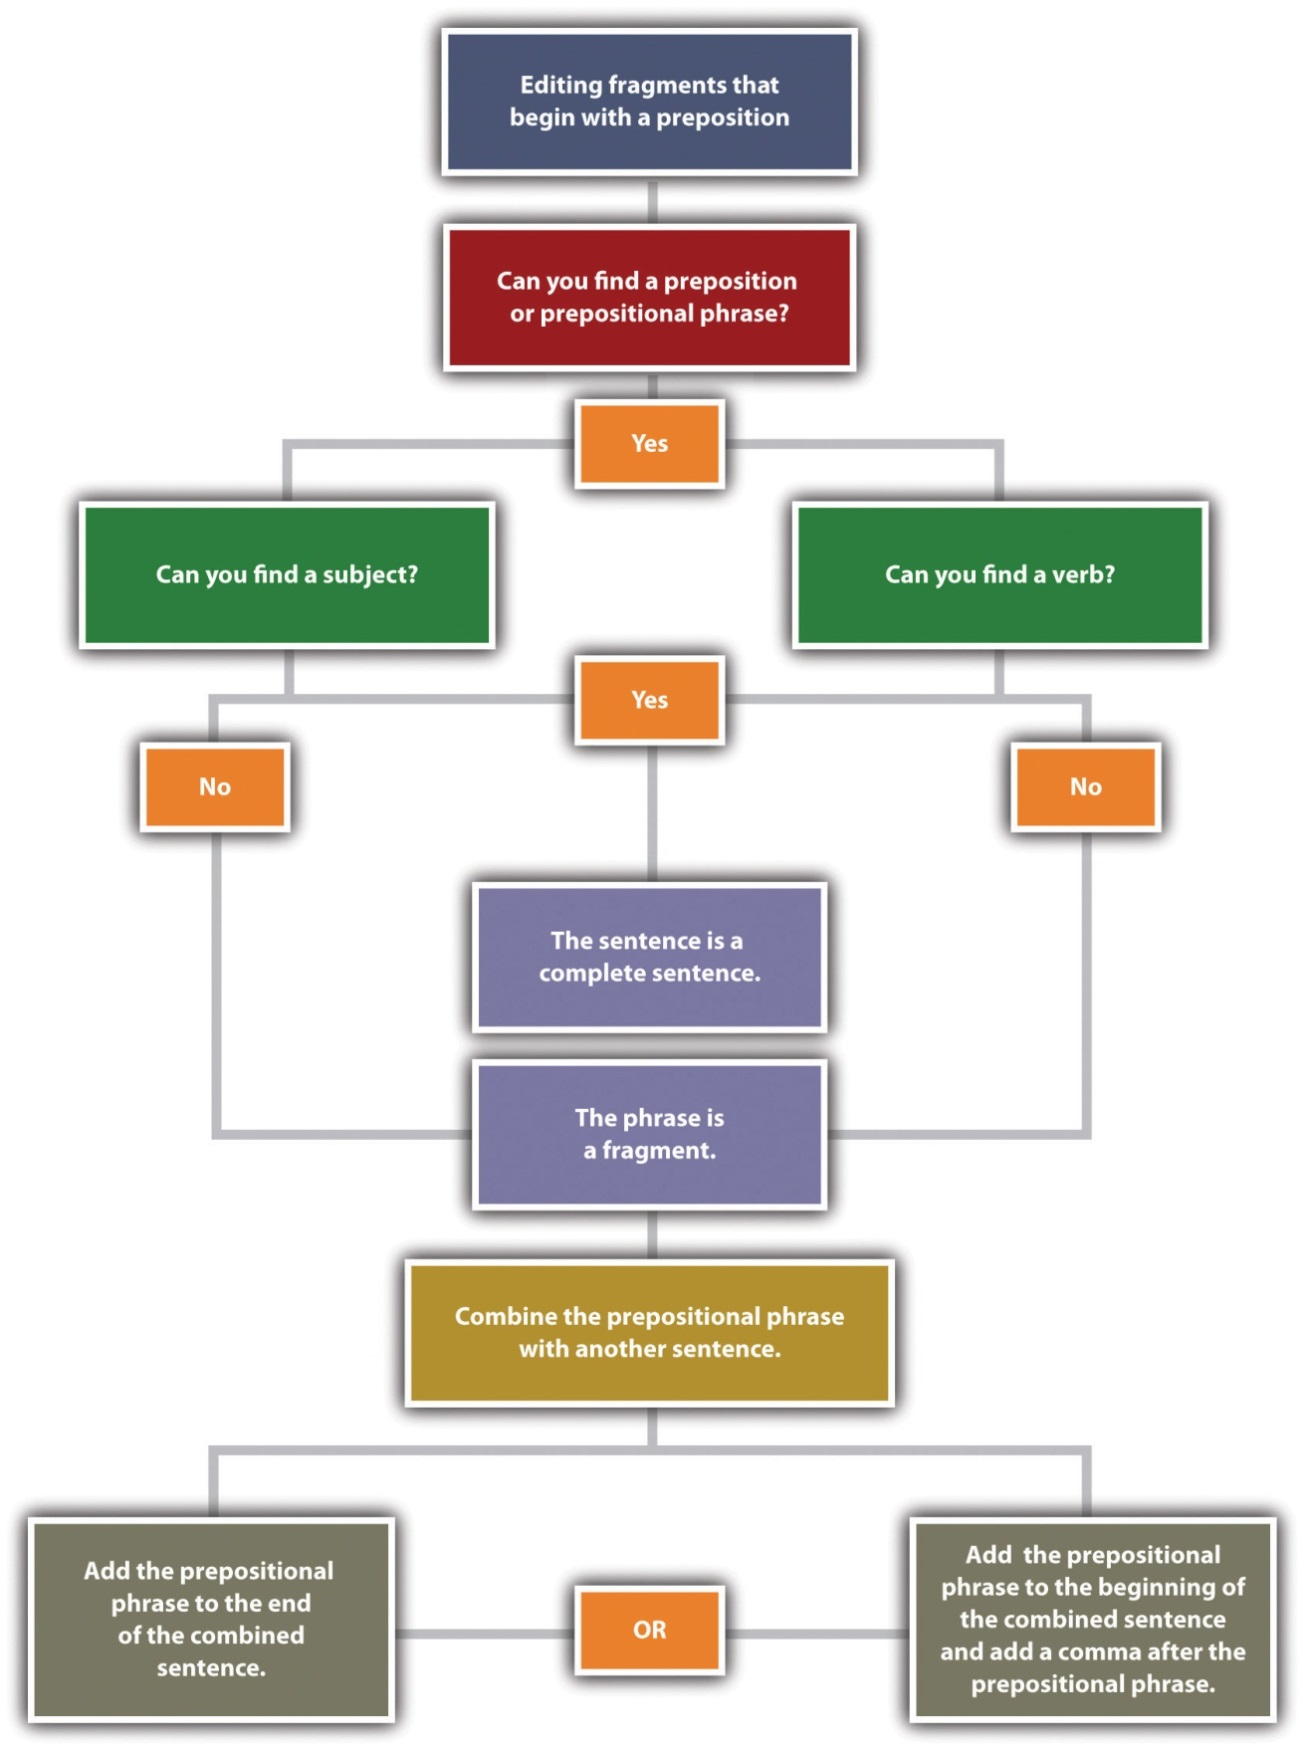 Editing fragments that
begin with a preposition
Can you find a preposition
or prepositional phrase?
Yes
Can you find a subject?
Can you find a verb?
Yes
No
No
The sentence is a
complete sentence.
The phrase is
a fragment.
Combine the prepositional phrase
with another sentence.
Add the prepositional
phrase to the end
of the combined
sentence.
OR
Add the prepositional
phrase to the beginning of
the combined sentence
and add a comma after the
prepositional phrase.